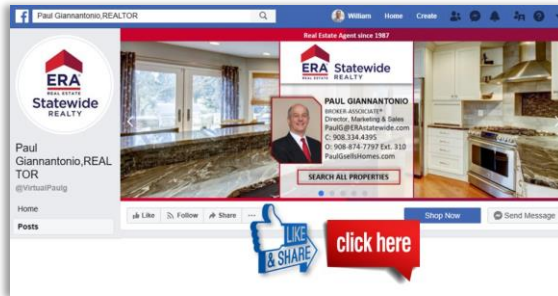 Paul Giannantonio,REALTOR
William Home Create
Real Estate Agent since 1987
ERA
REAL ESTATE
Statewide
REALTY
ERA
REAL ESTATE
Statewide
REALTY
PAUL GIANNANTONIO
BROKER-ASSOICIATE®
Director, Marketing & Sales
PaulG@ERAstatewide.com
C: 908.334.4395
O: 908-874-7797 Ext. 310
PaulGsellsHomes.com
SEARCH ALL PROPERTIES
Paul
Giannantonio,REAL
TOR
@VirtualPautg
Home
Posts
Like Follow Share ...
Shop Now
Send Message
LIKE
& SHARE
click here